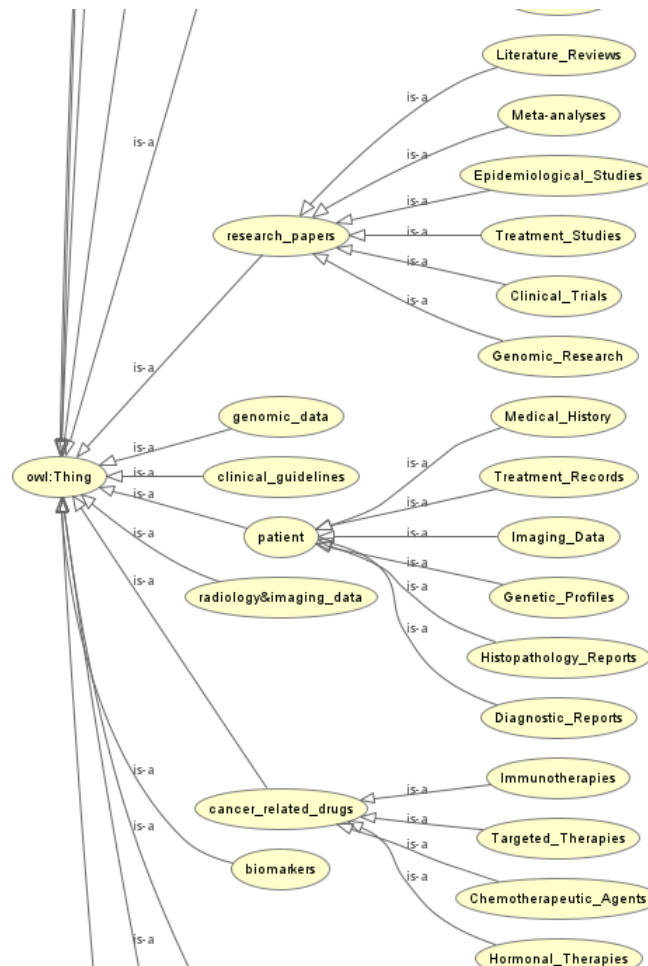 Literature_Reviews
is-a
Meta-analyses
is-a
is-a
Epidemiological_Studies
is-a
research_papers
is-a
Treatment_Studies
is-a
Clinical_Trials
is-a
Genomic_Research
is-a
genomic_data
Medical_History
is-a
is-a
owl:Thing
is-a
clinical_guidelines
is-a
Treatment_Records
is-a
is-a
patient
is-a
Imaging_Data
is-a
is-a
radiology&imaging_data
is-a
Genetic_Profiles
is-a
Histopathology_Reports
Diagnostic_Reports
is-a
Immunotherapies
is-a
cancer_related_drugs
is-a
is-a
Targeted_Therapies
is-a
biomarkers
is-a
Chemotherapeutic_Agents
is-a
Hormonal_Therapies